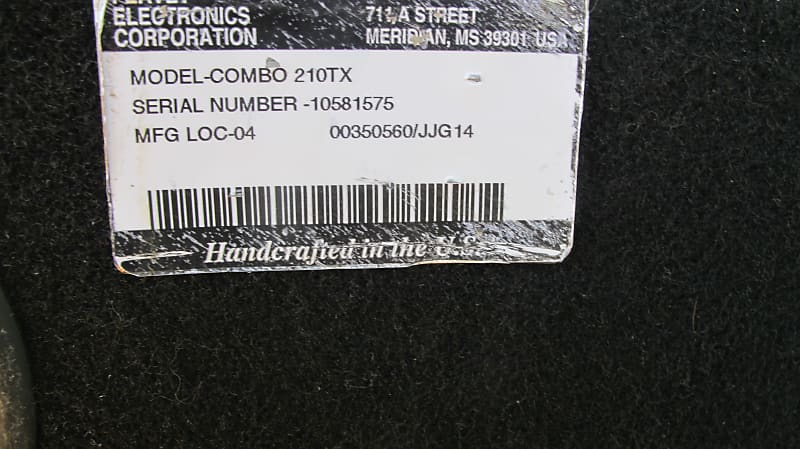 ELECTRONICS 711 A STREET
CORPORATION MERIDIAN, MS 39301 USA
MODEL-COMBO 210TX
SERIAL NUMBER -10581575
MFG LOC-04 00350560/JJG14
Handcrafted in the U.S.